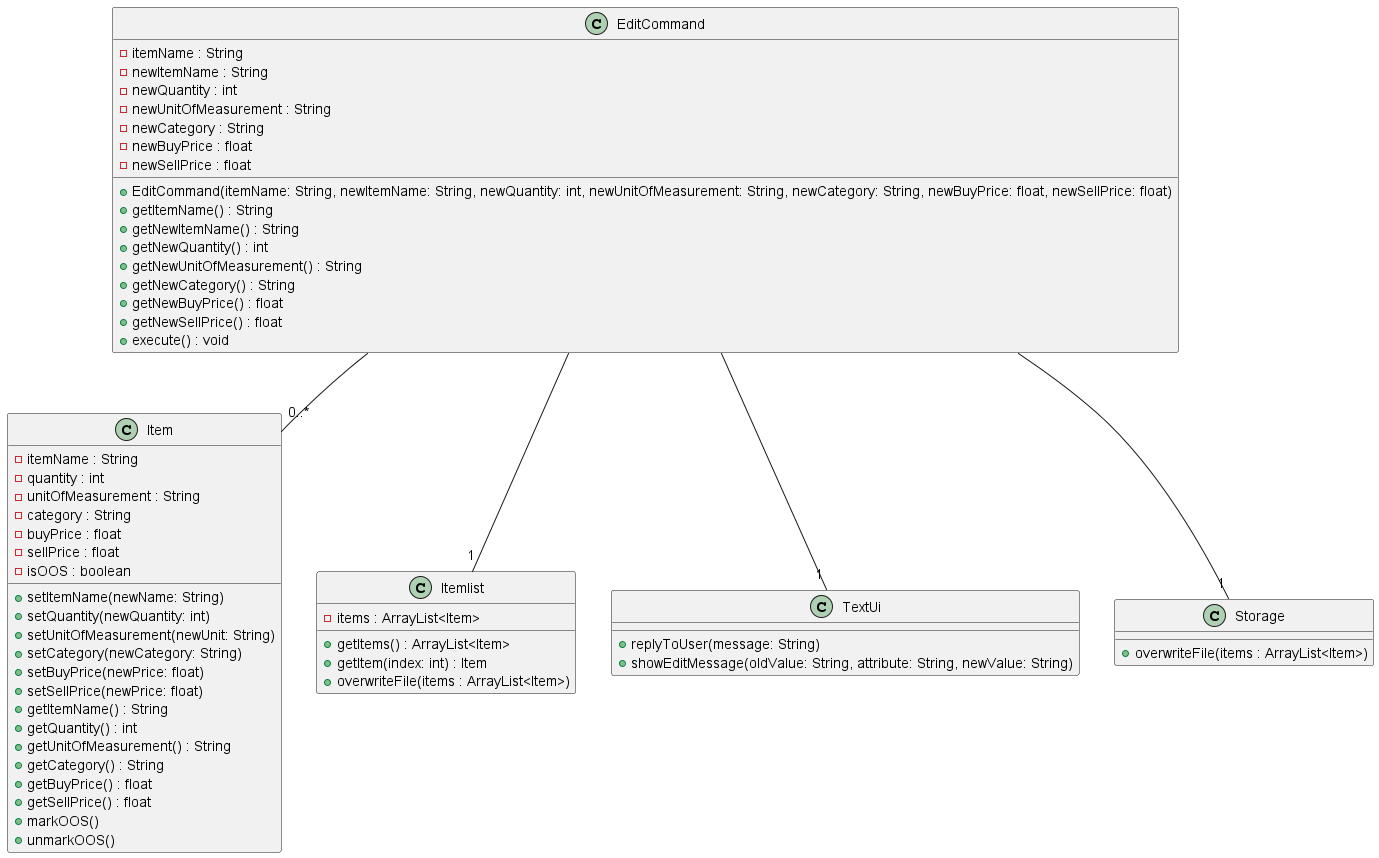 C EditCommand
itemName : String
newItemName : String
newQuantity : int
newUnitOfMeasurement : String
newCategory : String
newBuyPrice : float
newSellPrice : float
EditCommand(itemName: String, newItemName: String, newQuantity: int, newUnitOfMeasurement: String, newCategory: String, newBuyPrice: float, newSellPrice: float)
getItemName() : String
getNewItemName() : String
getNewQuantity() : int
getNewUnitOfMeasurement() : String
getNewCategory() : String
getNewBuyPrice() : float
getNewSellPrice() : float
execute() : void
0..*
1
1
1
C Item
itemName : String
quantity : int
unitOfMeasurement : String
category : String
buyPrice : float
sellPrice : float
isOOS : boolean
setItemName(newName: String)
setQuantity(newQuantity: int)
setUnitOfMeasurement(newUnit: String)
setCategory(newCategory: String)
setBuyPrice(newPrice: float)
setSellPrice(newPrice: float)
getItemName() : String
getQuantity() : int
getUnitOfMeasurement() : String
getCategory() : String
getBuyPrice() : float
getSellPrice() : float
markOOS()
unmarkOOS()
C Itemlist
items : ArrayList<Item>
getItems() : ArrayList<Item>
getItem(index: int) : Item
overwriteFile(items : ArrayList<Item>)
C TextUi
replyToUser(message: String)
showEditMessage(oldValue: String, attribute: String, newValue: String)
C Storage
overwriteFile(items : ArrayList<Item>)